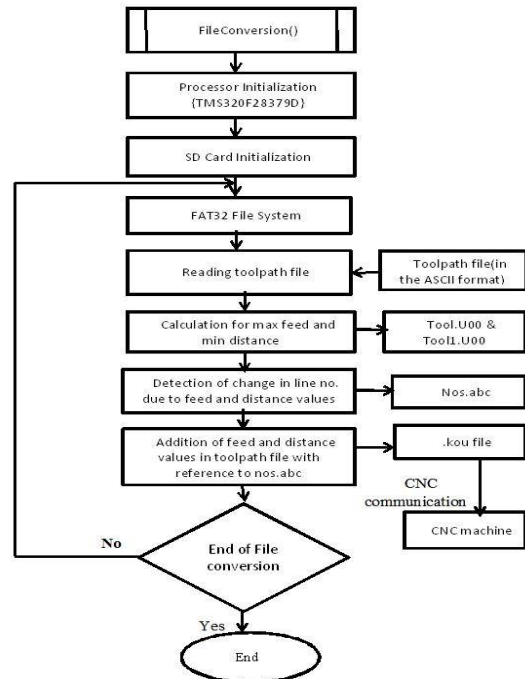 FileConversion()
Processor Initialization
{TMS320F28379D}
SD Card Initialization
FAT32 File System
Reading toolpath file
Toolpath file(in
the ASCII format)
Calculation for max feed and
min distance
Tool.U00 &
Tool1.U00
Detection of change in line no.
due to feed and distance values
Nos.abc
Addition of feed and distance
values in toolpath file with
reference to nos.abc
.kou file
CNC
communication
CNC machine
No
End of File
conversion
Yes
End